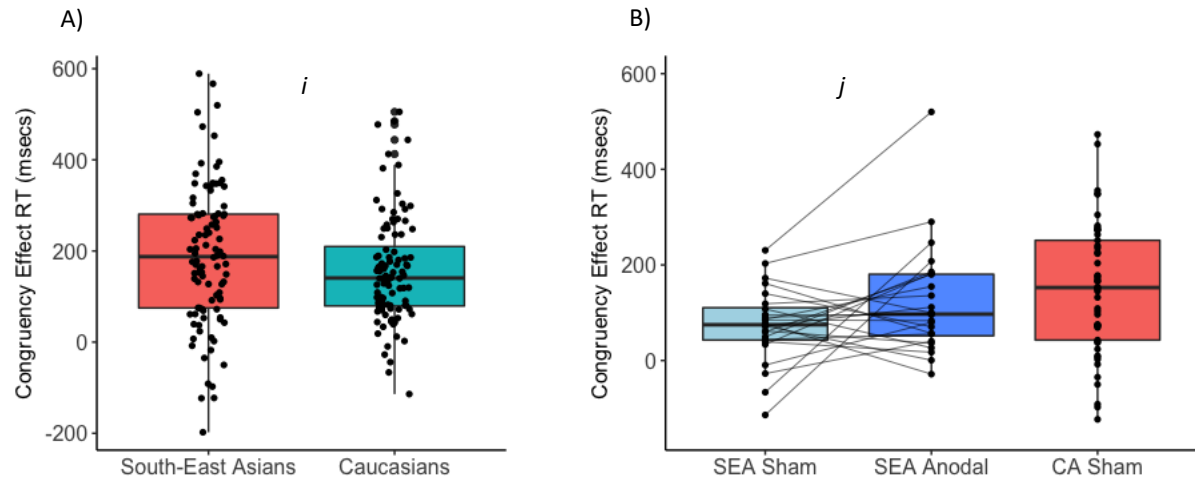 A)
Congruency Effect RT (msecs)
600
400
200
0
-200
i
South-East Asians
Caucasians
B)
Congruency Effect RT (msecs)
600
400
200
0
j
SEA Sham
SEA Anodal
CA Sham